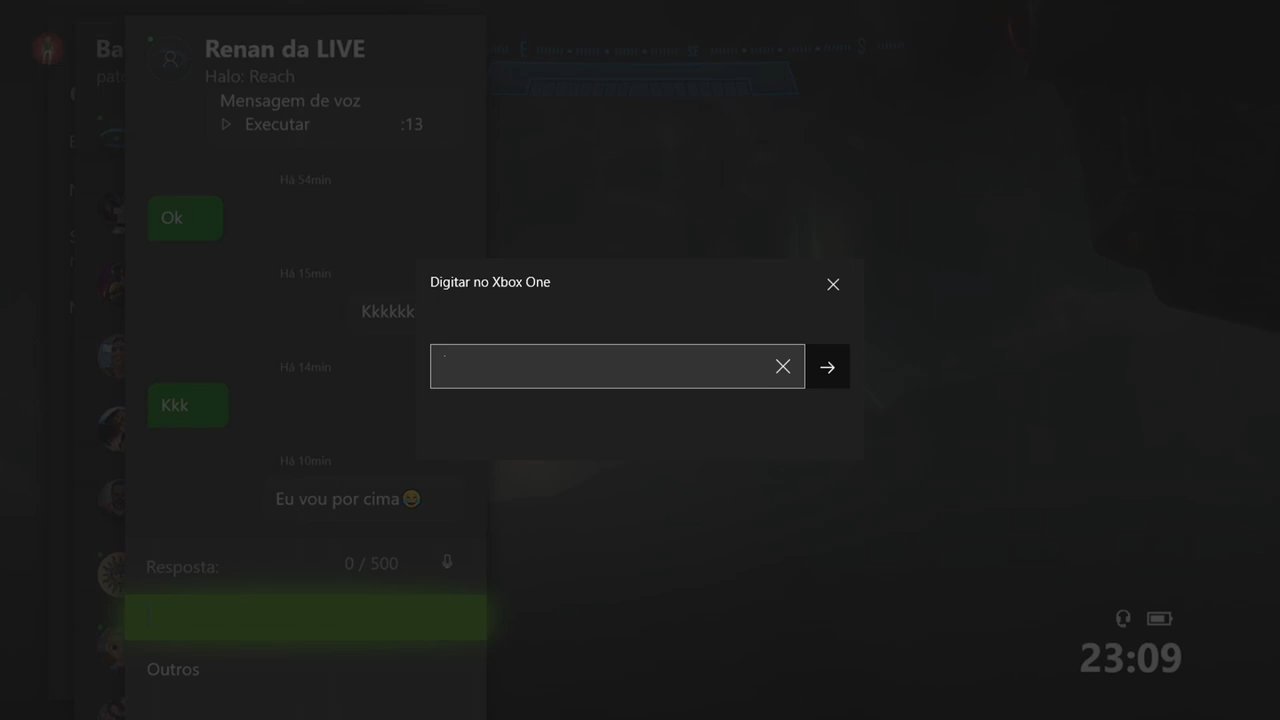 Ba
Renan da LIVE
Halo: Reach
Mensagem de voz
Executar :13
Há 54min
Ok
Há 15min
Kkkkkk
Há 14min
Kkk
Há 10min
Eu vou por cima😆
Resposta: 0 / 500
Outros
Digitar no Xbox One
23:09